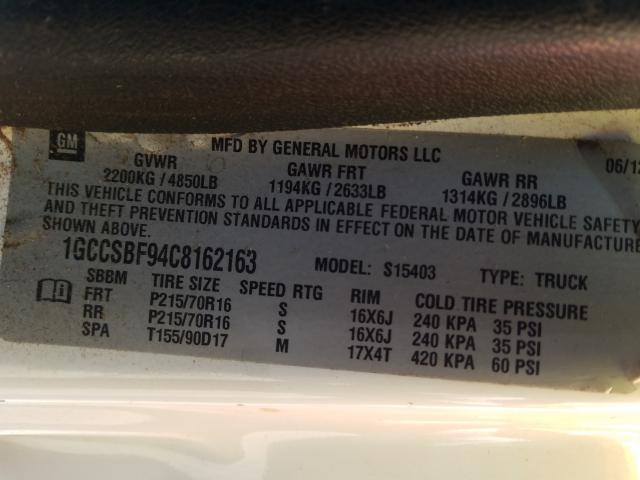 GM
MFD BY GENERAL MOTORS LLC 06/12
GVWR GAWR FRT GAWR RR
2200KG / 4850LB 1194KG / 2633LB 1314KG / 2896LB
THIS VEHICLE CONFORMS TO ALL APPLICABLE FEDERAL MOTOR VEHICLE SAFETY
AND THEFT PREVENTION STANDARDS IN EFFECT ON THE DATE OF MANUFACTURE
SHOWN ABOVE.
1GCCSBF94C8162163 MODEL: S15403 TYPE: TRUCK
SBBM TIRE SIZE SPEED RTG RIM COLD TIRE PRESSURE
FRT P215/70R16 S 16X6J 240 KPA 35 PSI
RR P215/70R16 S 16X6J 240 KPA 35 PSI
SPA T155/90D17 M 17X4T 420 KPA 60 PSI